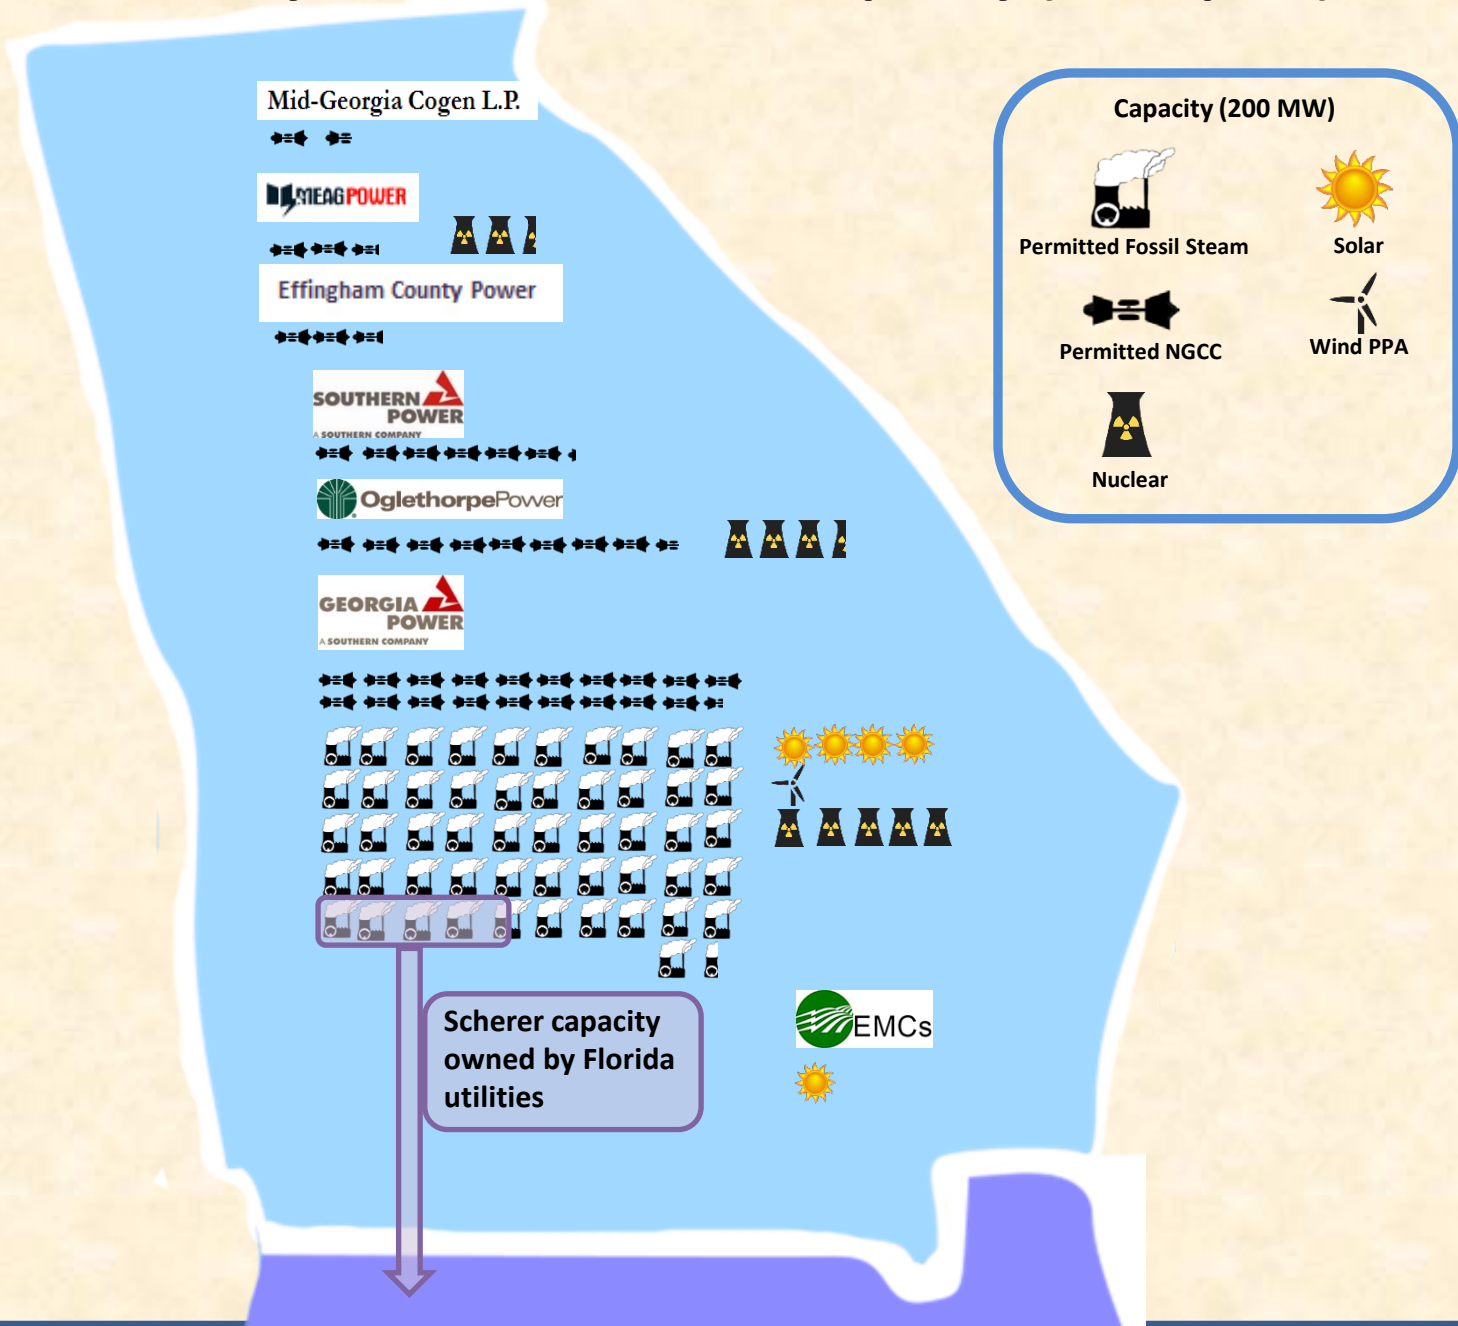 Mid-Georgia Cogen L.P.
MEAG POWER
Effingham County Power
SOUTHERN
POWER
A SOUTHERN COMPANY
OglethorpePower
GEORGIA
POWER
A SOUTHERN COMPANY
Scherer capacity
owned by Florida
utilities
EMCs
Capacity (200 MW)
Permitted Fossil Steam
Solar
Permitted NGCC
Wind PPA
Nuclear